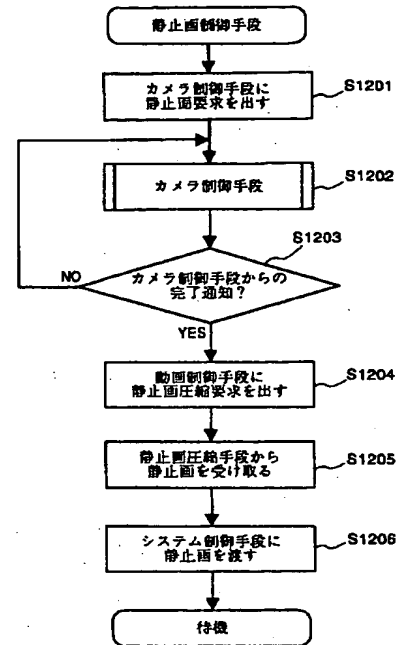 静止画制御手段
カメラ制御手段に
静止画要求を出す
S1201
カメラ制御手段
S1202
S1203
カメラ制御手段からの
完了通知?
NO
YES
動画制御手段に
静止画圧縮要求を出す
S1204
静止画圧縮手段から
静止画を受け取る
S1205
システム制御手段に
静止画を渡す
S1206
待機